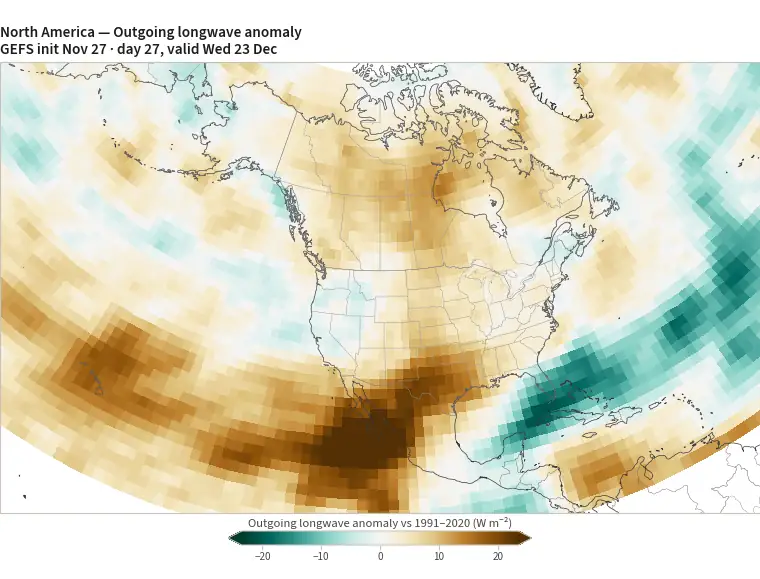 North America — Outgoing longwave anomaly
GEFS init Nov 27 · day 27, valid Wed 23 Dec
Outgoing longwave anomaly vs 1991–2020 (W m⁻²)
−20 −10 0 10 20